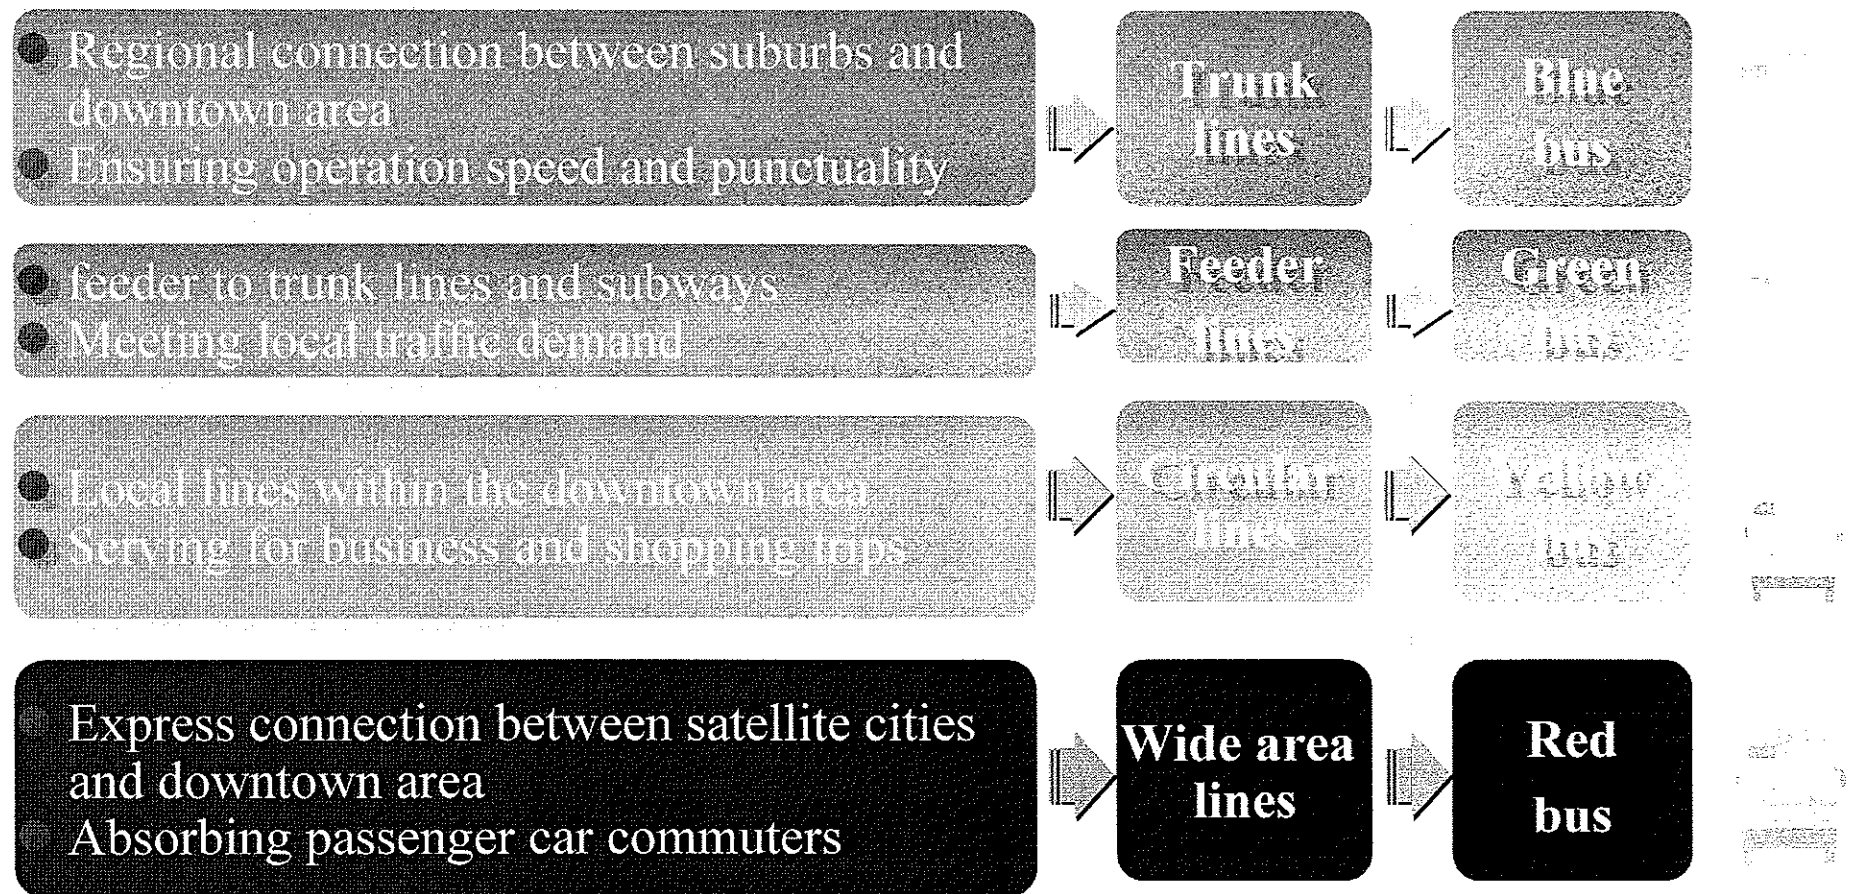 Regional connection between suburbs and
downtown area
Ensuring operation speed and punctuality
Trunk
lines
Blue
bus
feeder to trunk lines and subways
Meeting local traffic demand
Feeder
lines
Green
bus
Local lines within the downtown area
Serving for business and shopping trips
Circular
lines
Yellow
bus
Express connection between satellite cities
and downtown area
Absorbing passenger car commuters
Wide area
lines
Red
bus